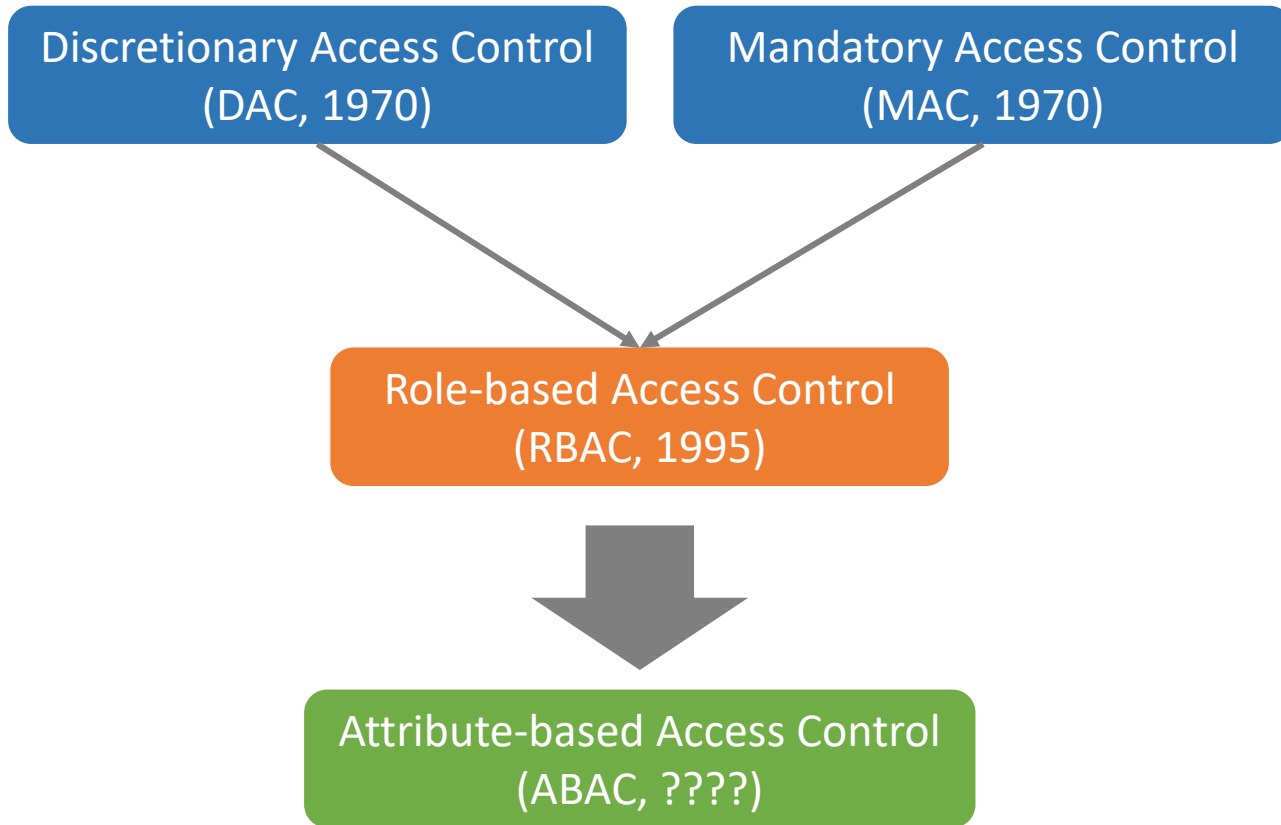 Discretionary Access Control
(DAC, 1970)
Mandatory Access Control
(MAC, 1970)
Role-based Access Control
(RBAC, 1995)
Attribute-based Access Control
(ABAC, ????)